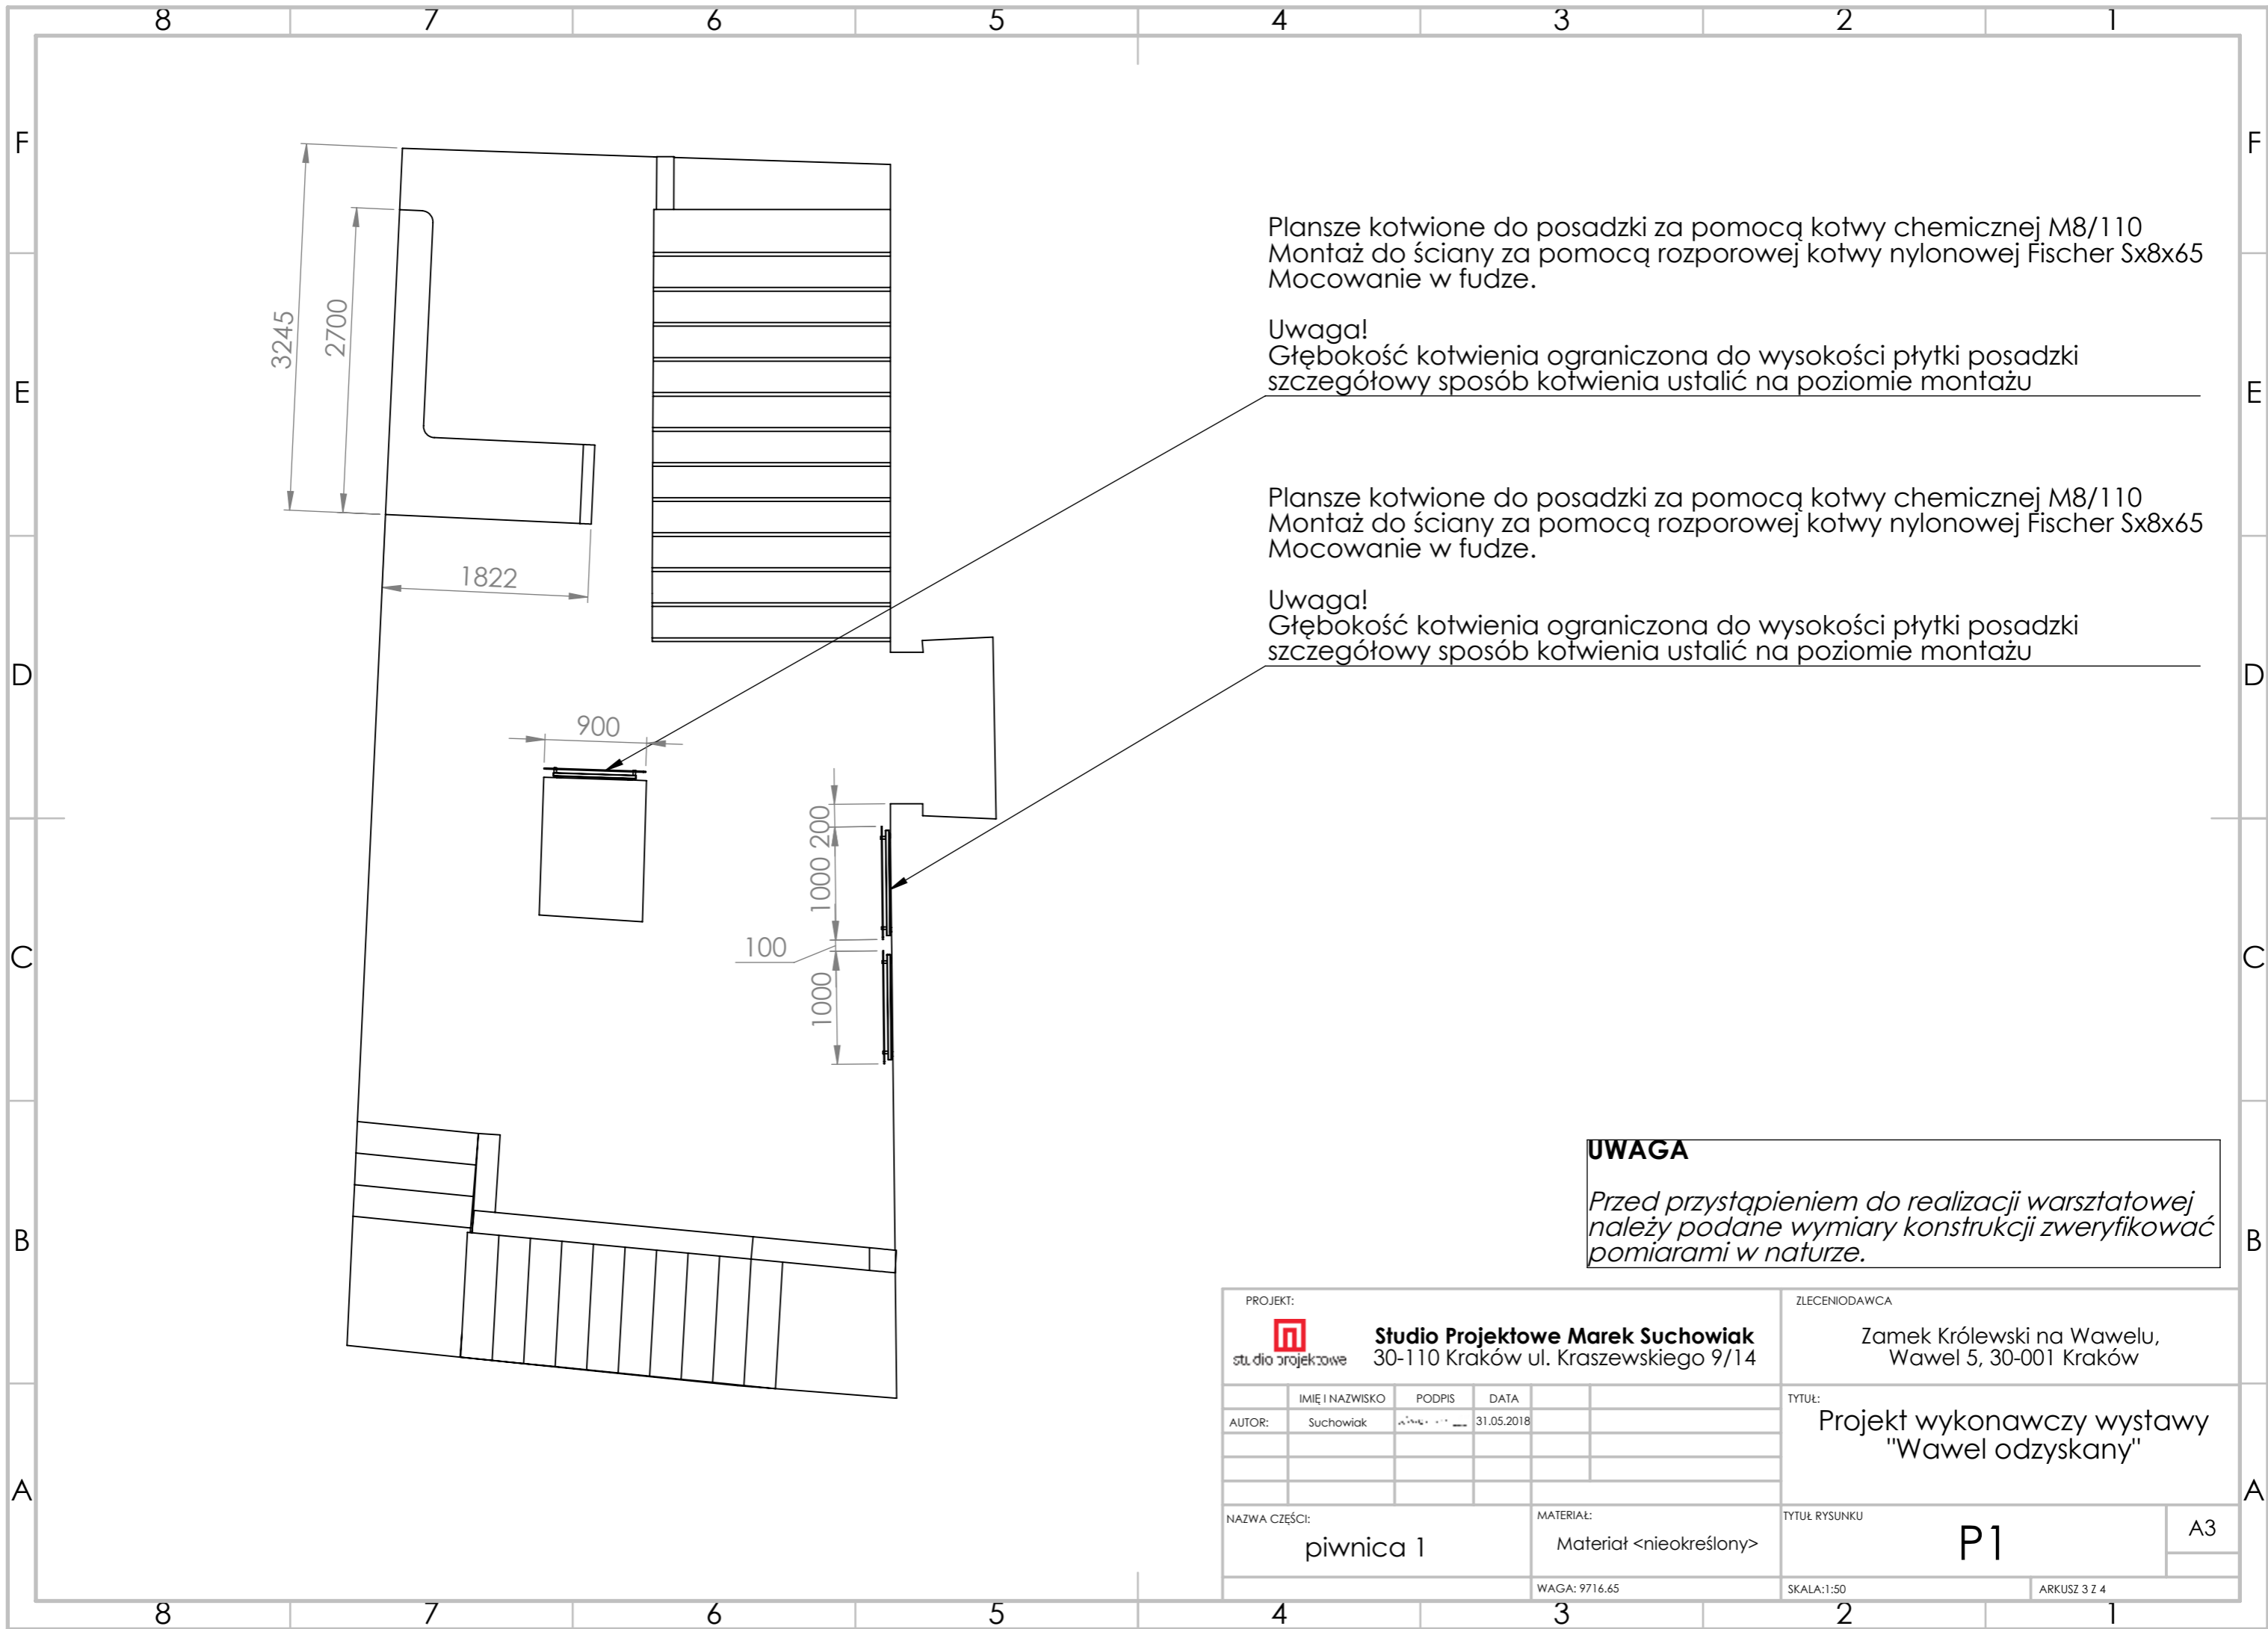 8 7 6 5 4 3 2 1
F F
Plansze kotwione do posadzki za pomocą kotwy chemicznej M8/110
Montaż do ściany za pomocą rozporowej kotwy nylonowej Fischer Sx8x65
Mocowanie w fudze.
Uwaga!
Głębokość kotwienia ograniczona do wysokości płytki posadzki
szczegółowy sposób kotwienia ustalić na poziomie montażu
3245
2700
E E
Plansze kotwione do posadzki za pomocą kotwy chemicznej M8/110
Montaż do ściany za pomocą rozporowej kotwy nylonowej Fischer Sx8x65
Mocowanie w fudze.
Uwaga!
Głębokość kotwienia ograniczona do wysokości płytki posadzki
szczegółowy sposób kotwienia ustalić na poziomie montażu
1822
D D
900
200
1000
100
1000
C C
UWAGA
Przed przystąpieniem do realizacji warsztatowej
należy podane wymiary konstrukcji zweryfikować
pomiarami w naturze.
B B
PROJEKT:
studio projektowe
Studio Projektowe Marek Suchowiak
30-110 Kraków ul. Kraszewskiego 9/14
ZLECENIODAWCA
Zamek Królewski na Wawelu,
Wawel 5, 30-001 Kraków
IMIĘ I NAZWISKO PODPIS DATA
AUTOR: Suchowiak 31.05.2018
TYTUŁ:
Projekt wykonawczy wystawy
"Wawel odzyskany"
A A
NAZWA CZĘŚCI:
piwnica 1
MATERIAŁ:
Materiał <nieokreślony>
TYTUŁ RYSUNKU
P1
A3
WAGA: 9716.65
SKALA:1:50
ARKUSZ 3 Z 4
8 7 6 5 4 3 2 1